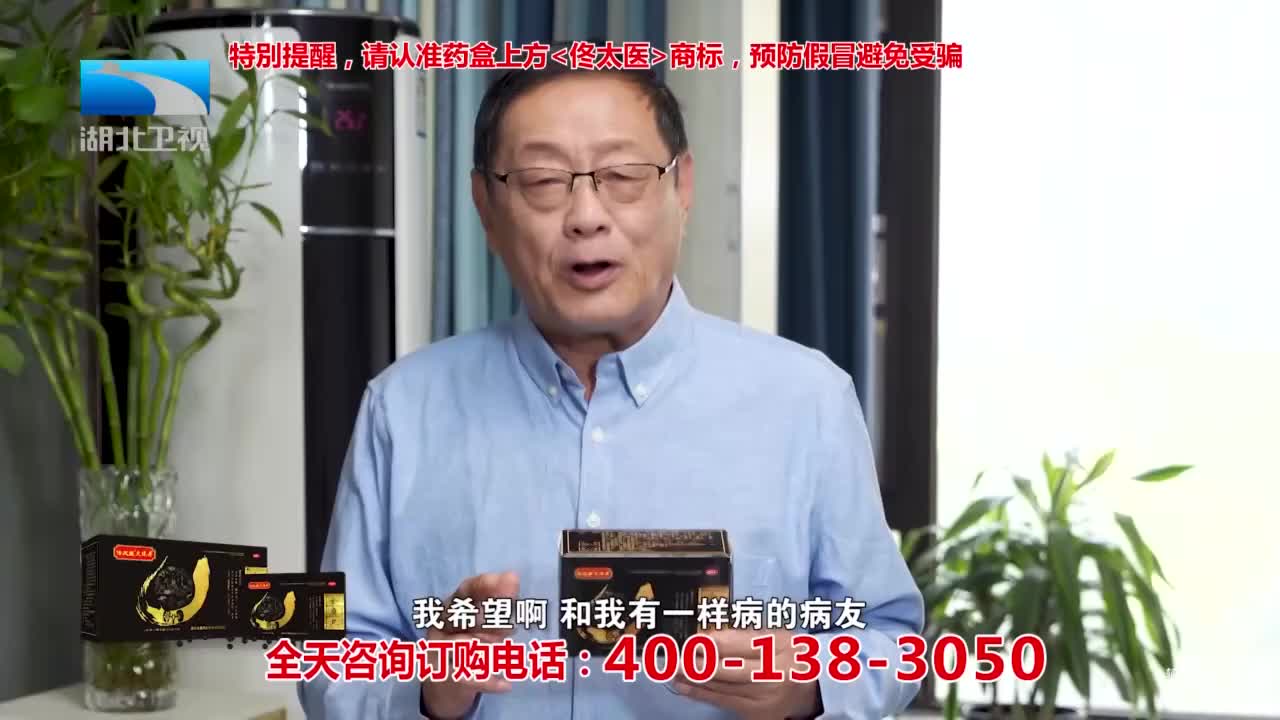 特别提醒，请认准药盒上方<佟太医>商标，预防假冒避免受骗
湖北卫视
我希望啊 和我有一样病的病友
全天咨询订购电话：400-138-3050